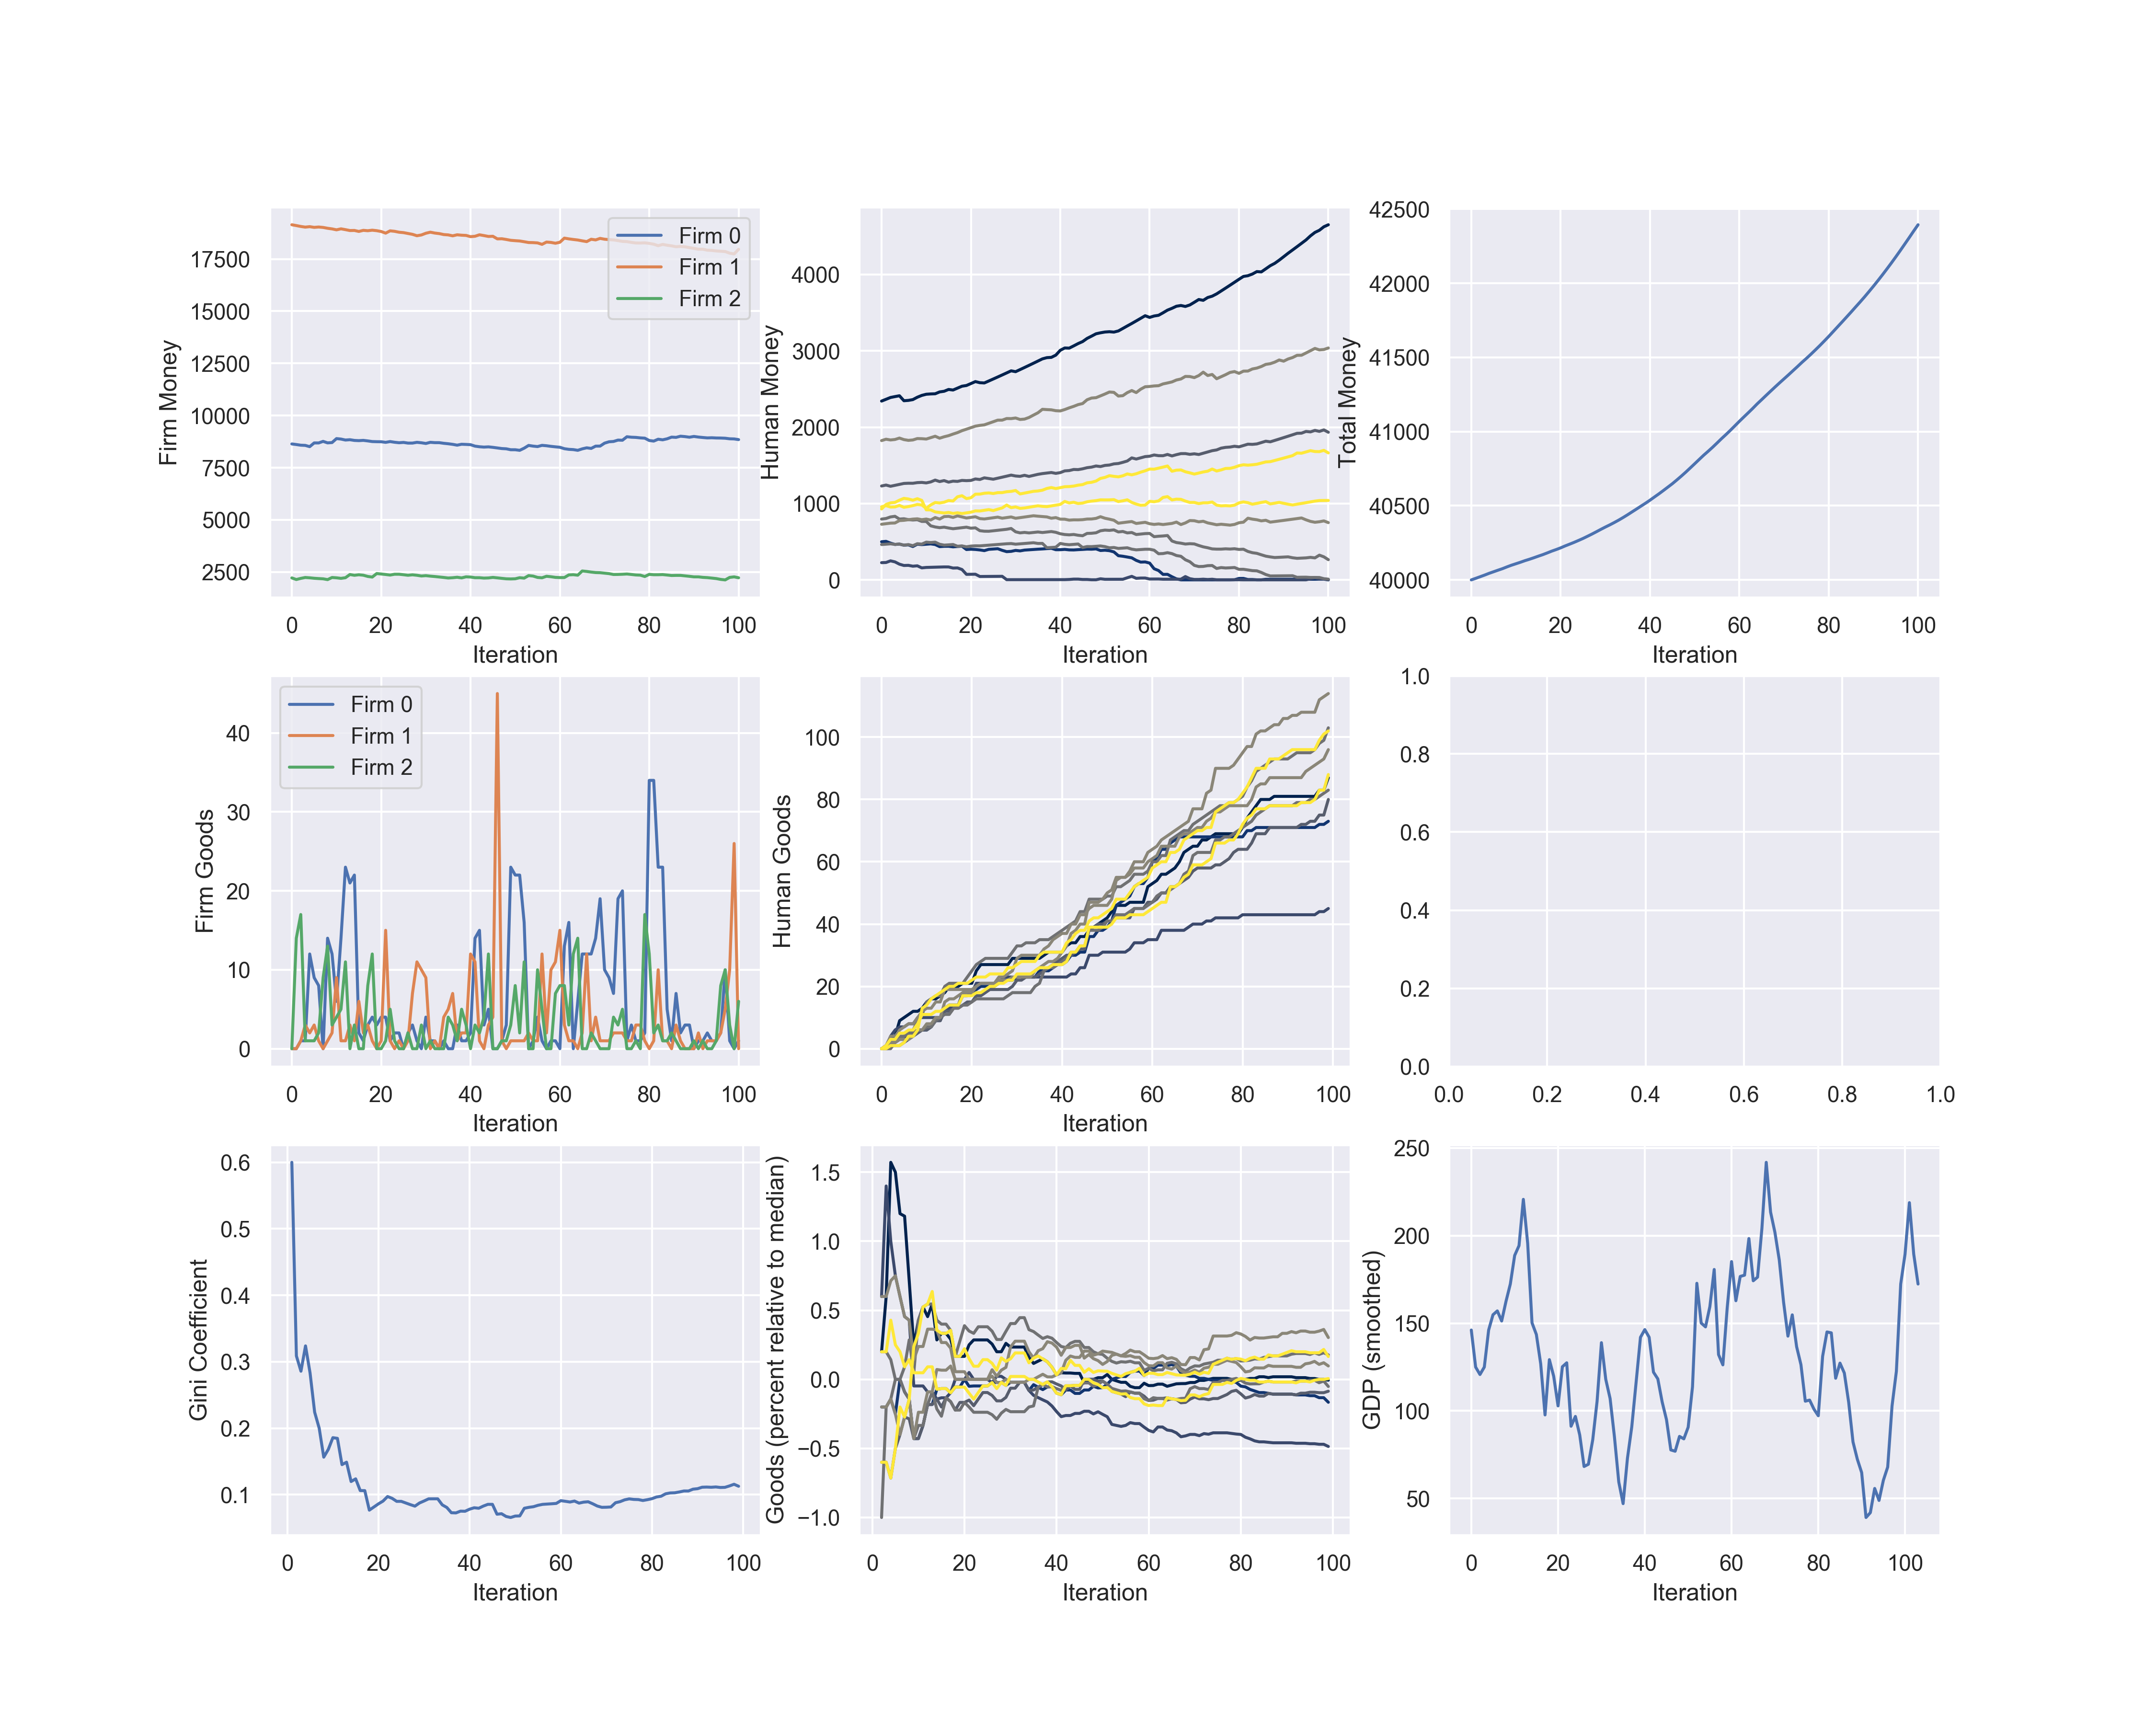 Firm Money
17500
15000
12500
10000
7500
5000
2500
0 20 40 60 80 100
Iteration
Firm 0
Firm 1
Firm 2
Human Money
4000
3000
2000
1000
0
0 20 40 60 80 100
Iteration
Total Money
42500
42000
41500
41000
40500
40000
0 20 40 60 80 100
Iteration
Firm Goods
40
30
20
10
0
0 20 40 60 80 100
Iteration
Firm 0
Firm 1
Firm 2
Human Goods
100
80
60
40
20
0
0 20 40 60 80 100
Iteration
1.0
0.8
0.6
0.4
0.2
0.0
0.0 0.2 0.4 0.6 0.8 1.0
Gini Coefficient
0.6
0.5
0.4
0.3
0.2
0.1
0 20 40 60 80 100
Iteration
Goods (percent relative to median)
1.5
1.0
0.5
0.0
−0.5
−1.0
0 20 40 60 80 100
Iteration
GDP (smoothed)
250
200
150
100
50
0 20 40 60 80 100
Iteration